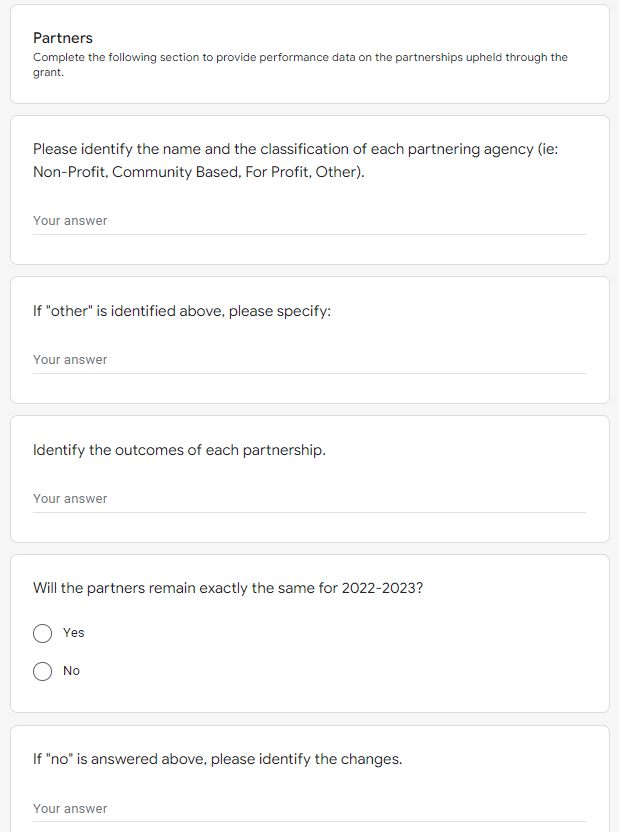 Partners
Complete the following section to provide performance data on the partnerships upheld through the
grant.
Please identify the name and the classification of each partnering agency (ie:
Non-Profit, Community Based, For Profit, Other).
Your answer
If "other" is identified above, please specify:
Your answer
Identify the outcomes of each partnership.
Your answer
Will the partners remain exactly the same for 2022-2023?
Yes
No
If "no" is answered above, please identify the changes.
Your answer